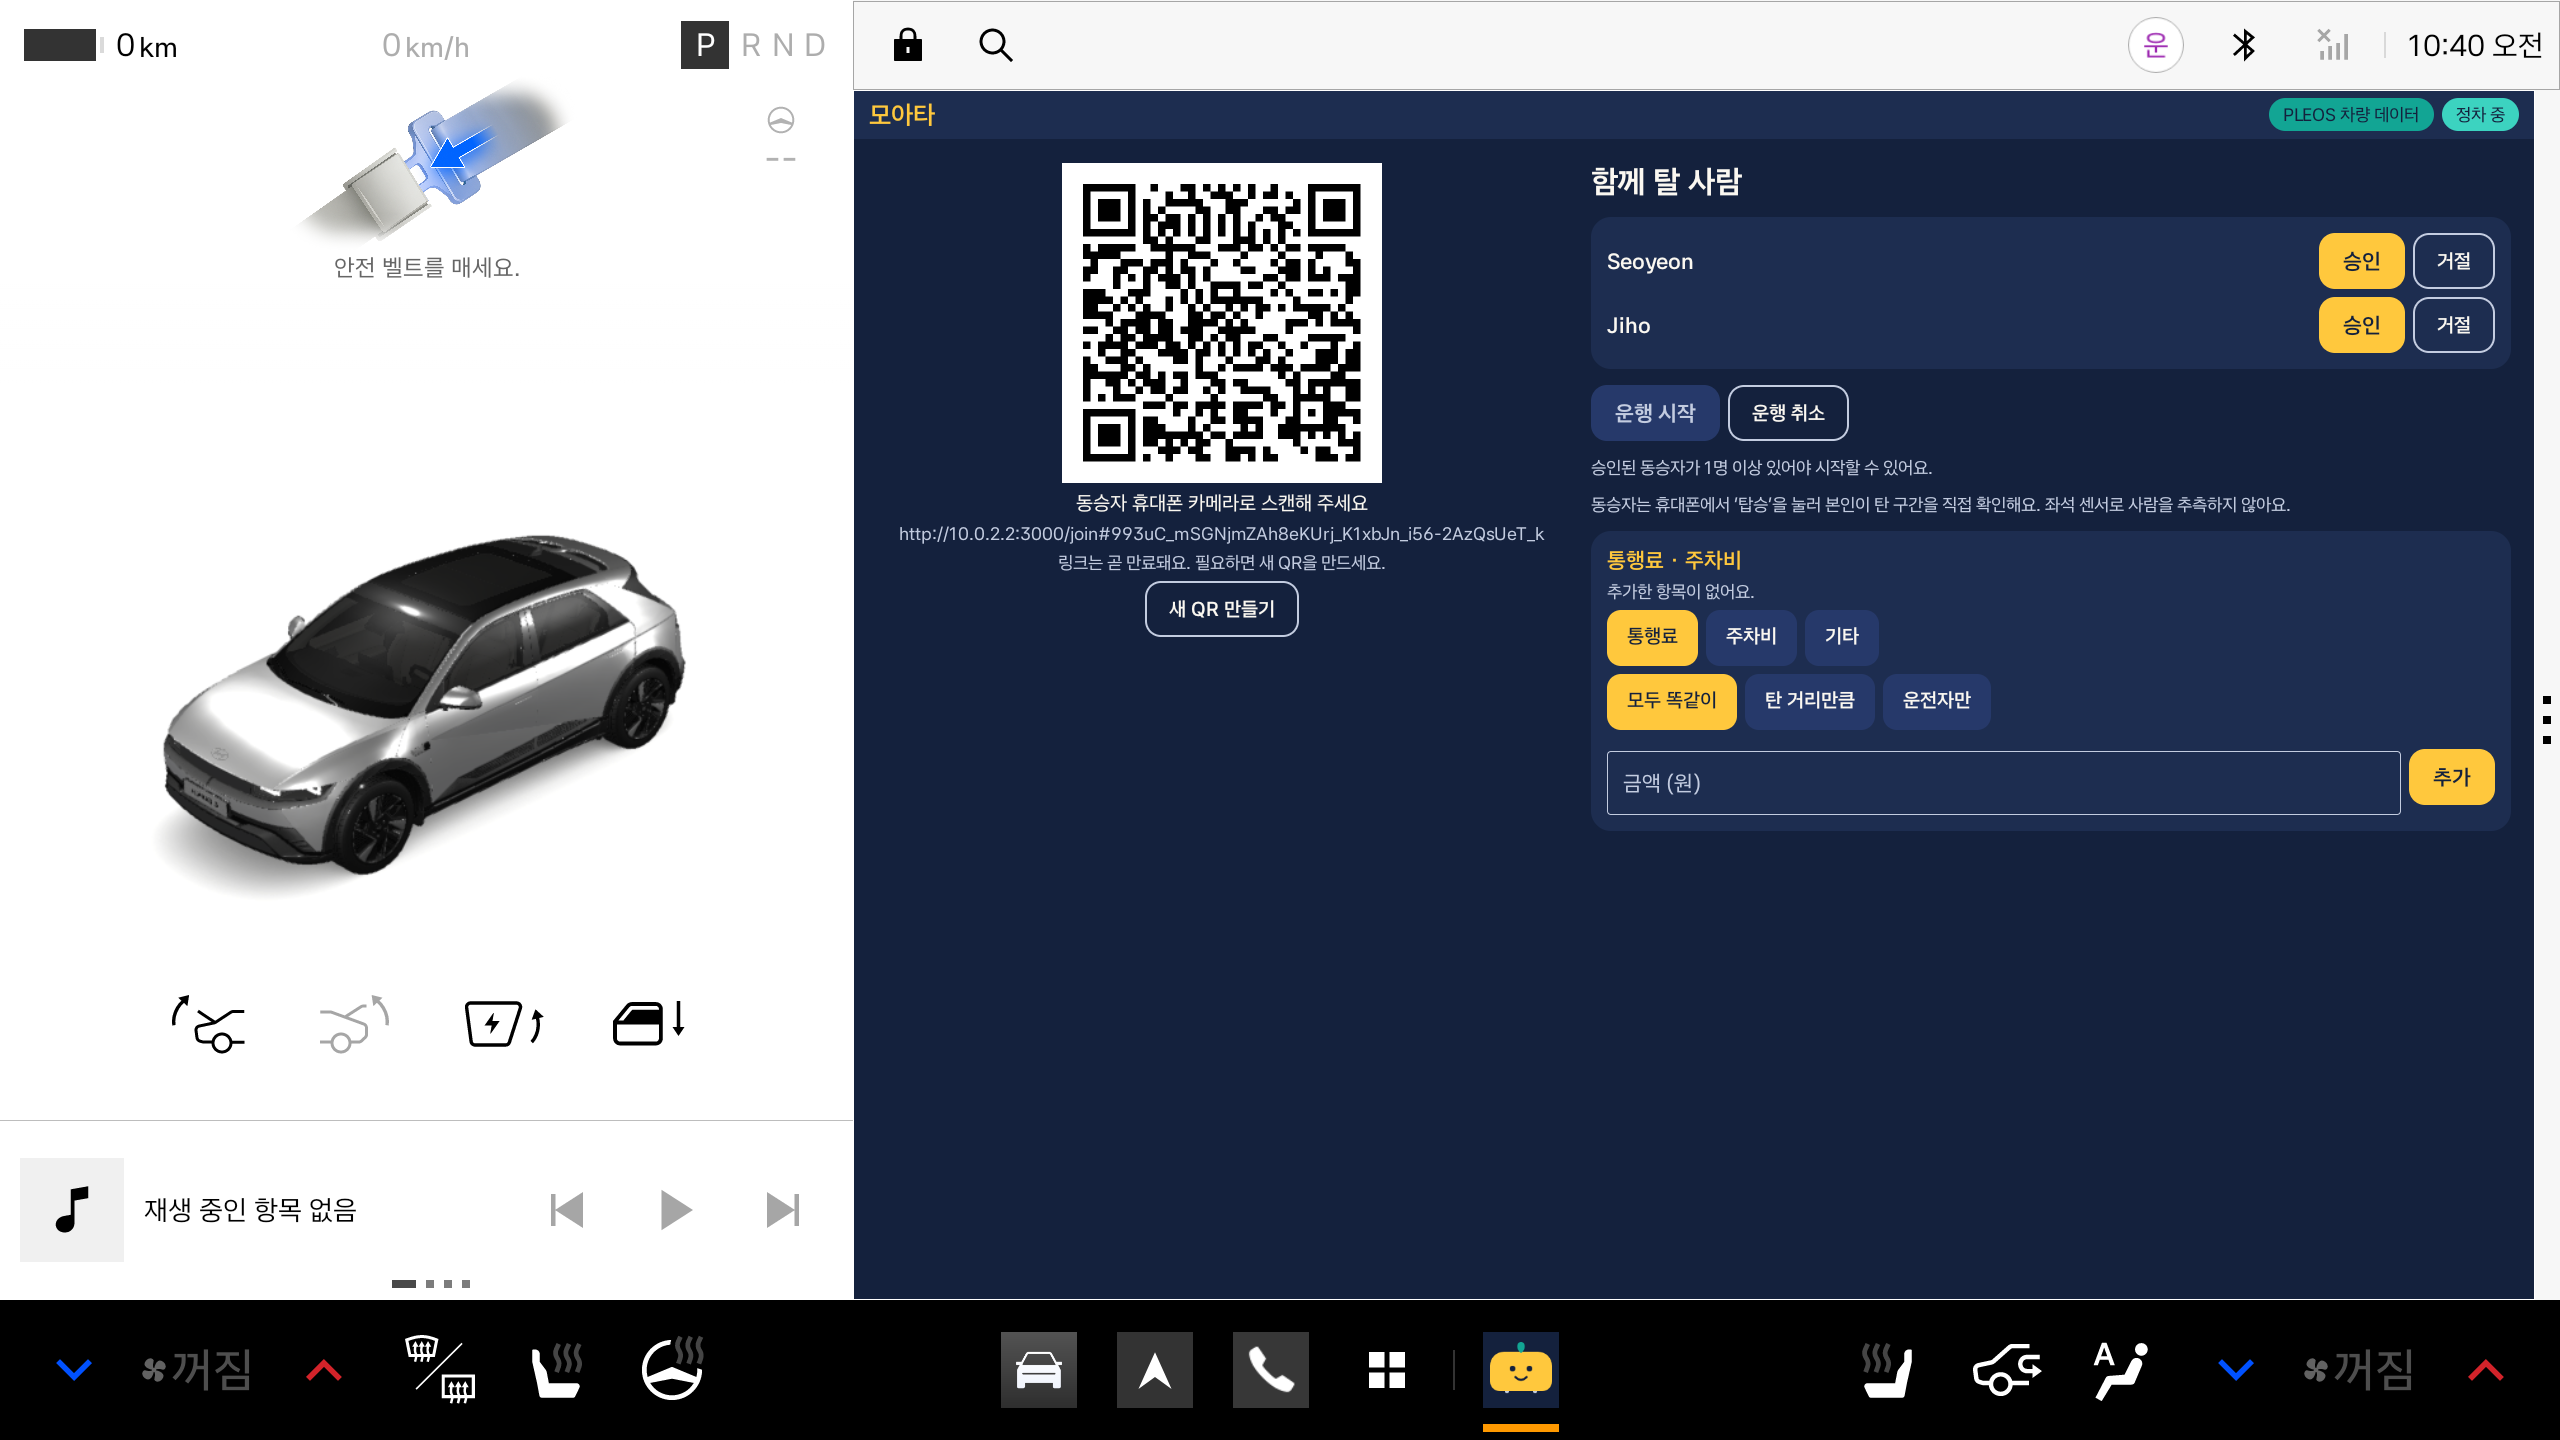 0 km
0 km/h
P R N D
안전 벨트를 매세요.
재생 중인 항목 없음
운
10:40 오전
모아타
PLEOS 차량 데이터
정차 중
동승자 휴대폰 카메라로 스캔해 주세요
http://10.0.2.2:3000/join#993uC_mSGNjmZAh8eKUrj_K1xbJn_i56-2AzQsUeT_k
링크는 곧 만료돼요. 필요하면 새 QR을 만드세요.
새 QR 만들기
함께 탈 사람
Seoyeon 승인 거절
Jiho 승인 거절
운행 시작 운행 취소
승인된 동승자가 1명 이상 있어야 시작할 수 있어요.
동승자는 휴대폰에서 '탑승'을 눌러 본인이 탄 구간을 직접 확인해요. 좌석 센서로 사람을 추측하지 않아요.
통행료 · 주차비
추가한 항목이 없어요.
통행료 주차비 기타
모두 똑같이 탄 거리만큼 운전자만
금액 (원) 추가
꺼짐
A
꺼짐